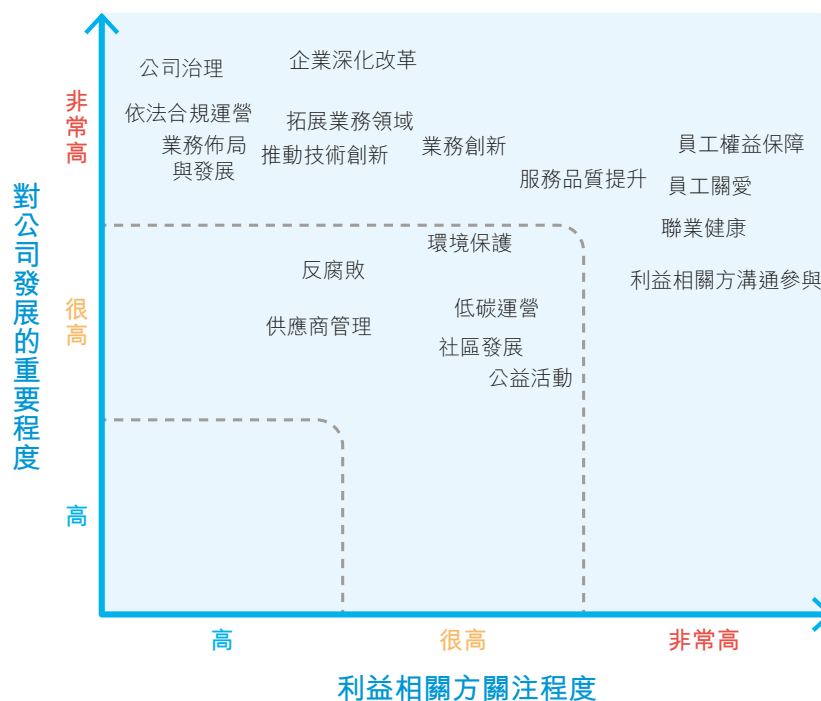 企業深化改革
公司治理
依法合規運營
拓展業務領域
業務佈局
與發展
推動技術創新
業務創新
員工權益保障
服務品質提升
員工關愛
聯業健康
環境保護
反腐敗
利益相關方溝通參與
低碳運營
供應商管理
社區發展
公益活動
對公司發展的重要程度
非常高
很高
高
高
很高
非常高
利益相關方關注程度